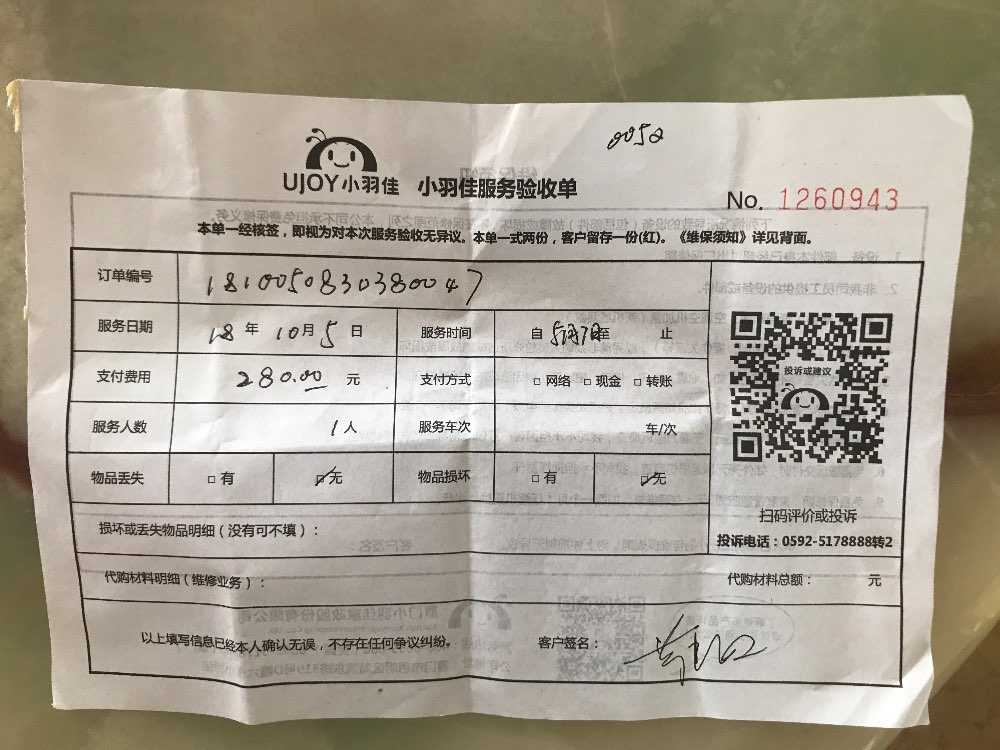 0052
UJOY小羽佳 小羽佳服务验收单
No. 1260943
本单一经核签，即视为对本次服务验收无异议。本单一式两份，客户留存一份(红)。《维保须知》详见背面。
订单编号 18100508303800047
服务日期 18 年 10 月 5 日 服务时间 自 至 止
支付费用 280.00 元 支付方式 □ 网络 □ 现金 □ 转账
服务人数 1 人 服务车次 车/次
物品丢失 □ 有 □ 无 物品损坏 □ 有 □ 无
投诉或建议
扫码评价或投诉
投诉电话：0592-5178888转2
损坏或丢失物品明细（没有可不填）：
代购材料明细（维修业务）： 代购材料总额： 元
以上填写信息已经本人确认无误，不存在任何争议纠纷。 客户签名：